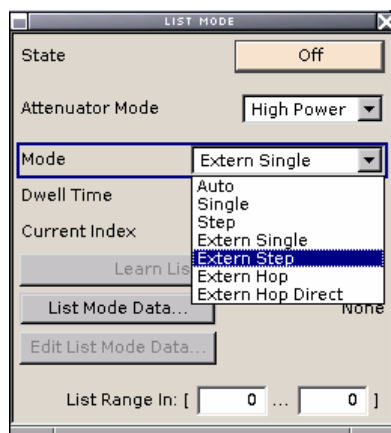 LIST MODE
State Off
Attenuator Mode High Power
Mode Extern Single
Auto
Dwell Time
Single
Step
Current Index
Extern Single
Extern Step
Learn Lis
Extern Hop
Extern Hop Direct
List Mode Data... None
Edit List Mode Data...
List Range In: [ 0 ... 0 ]